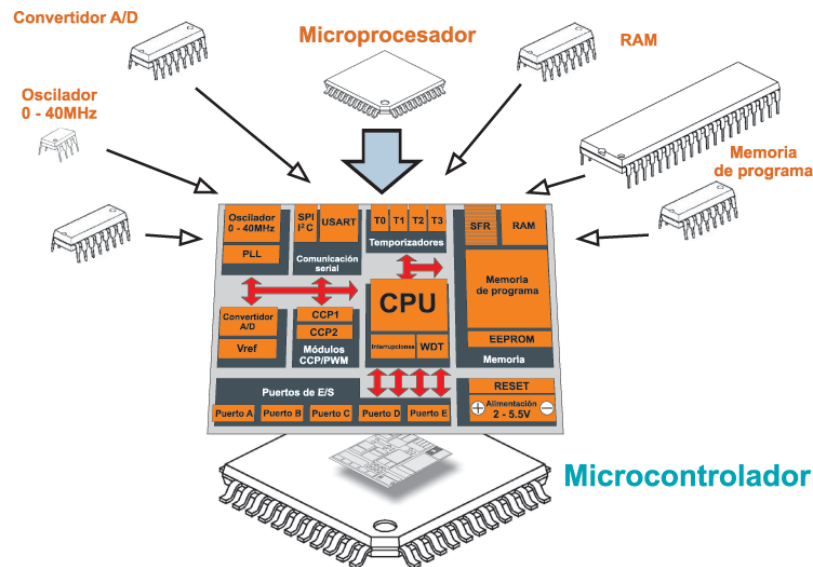 Convertidor A/D
Microprocesador
RAM
Oscilador
0 - 40MHz
Memoria
de programa
Oscilador
0 - 40MHz
PLL
SPI
I²C
USART
Comunicación
serial
T0 T1 T2 T3
Temporizadores
SFR
RAM
Memoria
de programa
EEPROM
Memoria
Convertidor
A/D
Vref
CCP1
CCP2
Módulos
CCP/PWM
CPU
Interrupciones
WDT
Puertos de E/S
Puerto A Puerto B Puerto C Puerto D Puerto E
RESET
Alimentación
2 - 5.5V
Microcontrolador